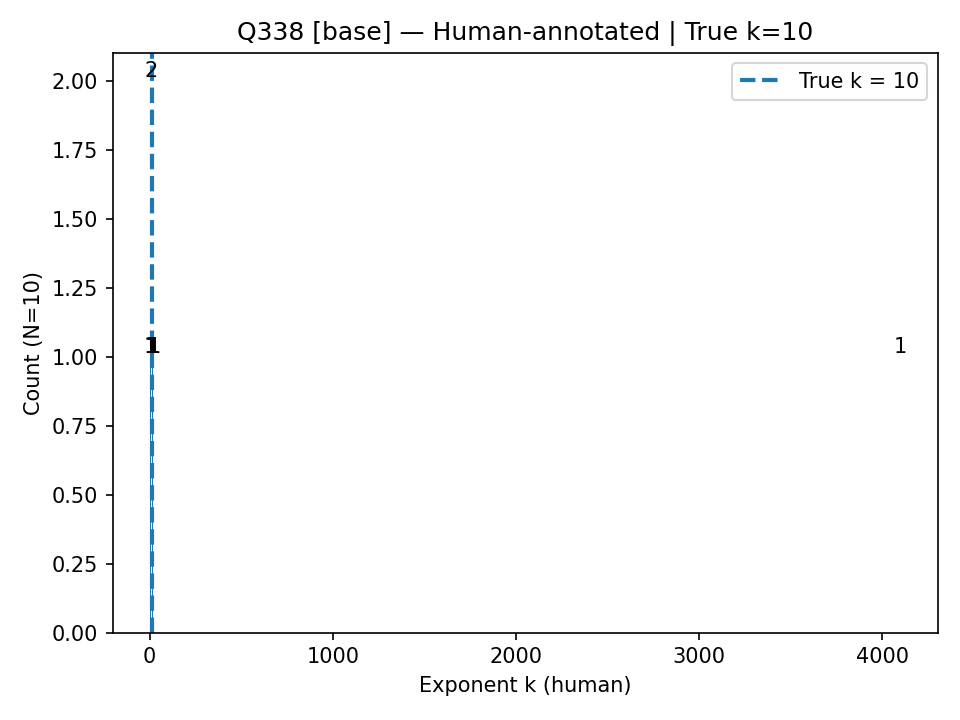 Q338 [base] — Human-annotated | True k=10
True k = 10
2
1
1
2.00
1.75
1.50
1.25
1.00
0.75
0.50
0.25
0.00
Count (N=10)
0 1000 2000 3000 4000
Exponent k (human)